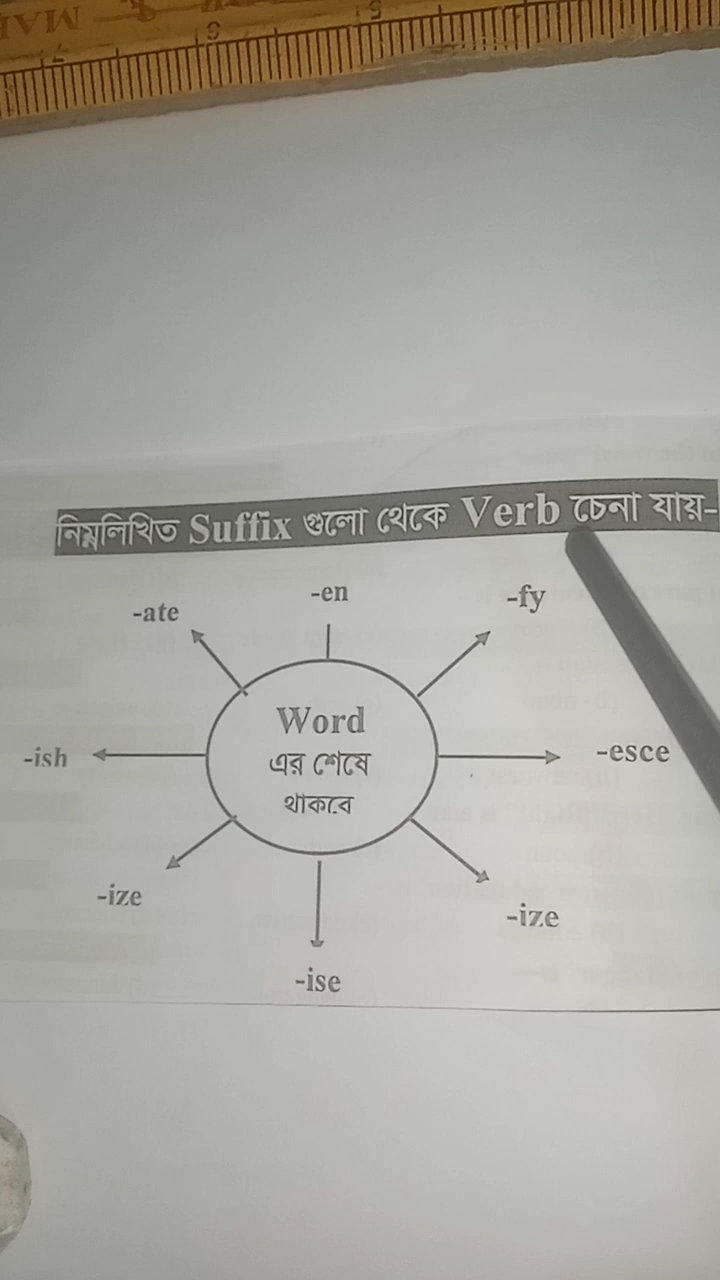 নিম্নলিখিত Suffix গুলো থেকে Verb চেনা যায়-
-en
-fy
-ate
Word
এর শেষে
থাকবে
-ish
-esce
-ize
-ize
-ise